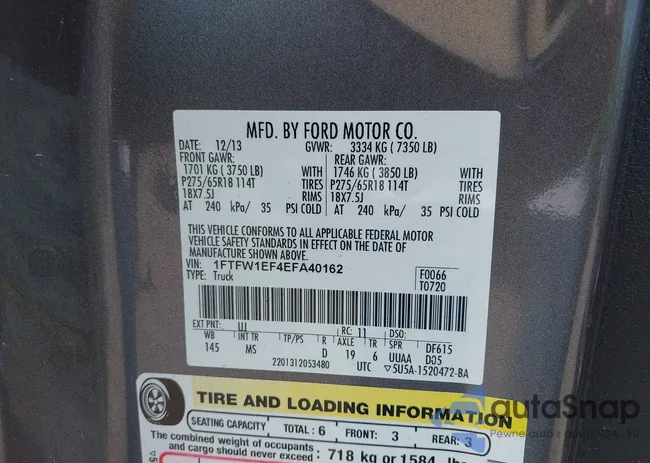 MFD. BY FORD MOTOR CO.
DATE: 12/13 GVWR: 3334 KG ( 7350 LB)
FRONT GAWR: REAR GAWR:
1701 KG ( 3750 LB) WITH 1746 KG ( 3850 LB) WITH
P275/65R18 114T TIRES P275/65R18 114T TIRES
18X7.5J RIMS 18X7.5J RIMS
AT 240 kPa/ 35 PSI COLD AT 240 kPa/ 35 PSI COLD
THIS VEHICLE CONFORMS TO ALL APPLICABLE FEDERAL MOTOR
VEHICLE SAFETY STANDARDS IN EFFECT ON THE DATE OF
MANUFACTURE SHOWN ABOVE.
VIN: 1FTFW1EF4EFA40162 F0066
TYPE: Truck T0720
EXT PNT: UJ RC: 11 DSO:
WB INT TR TP/PS R AXLE TR SPR DF615
145 MS D 19 6 UUAA D35
2201312053480 UTC ▽5U5A-1520472-BA
TIRE AND LOADING INFORMATION
SEATING CAPACITY TOTAL: 6 FRONT: 3 REAR: 3
The combined weight of occupants
and cargo should never exceed: 718 kg or 1584 lbs
autoSnap
Pewne auto z